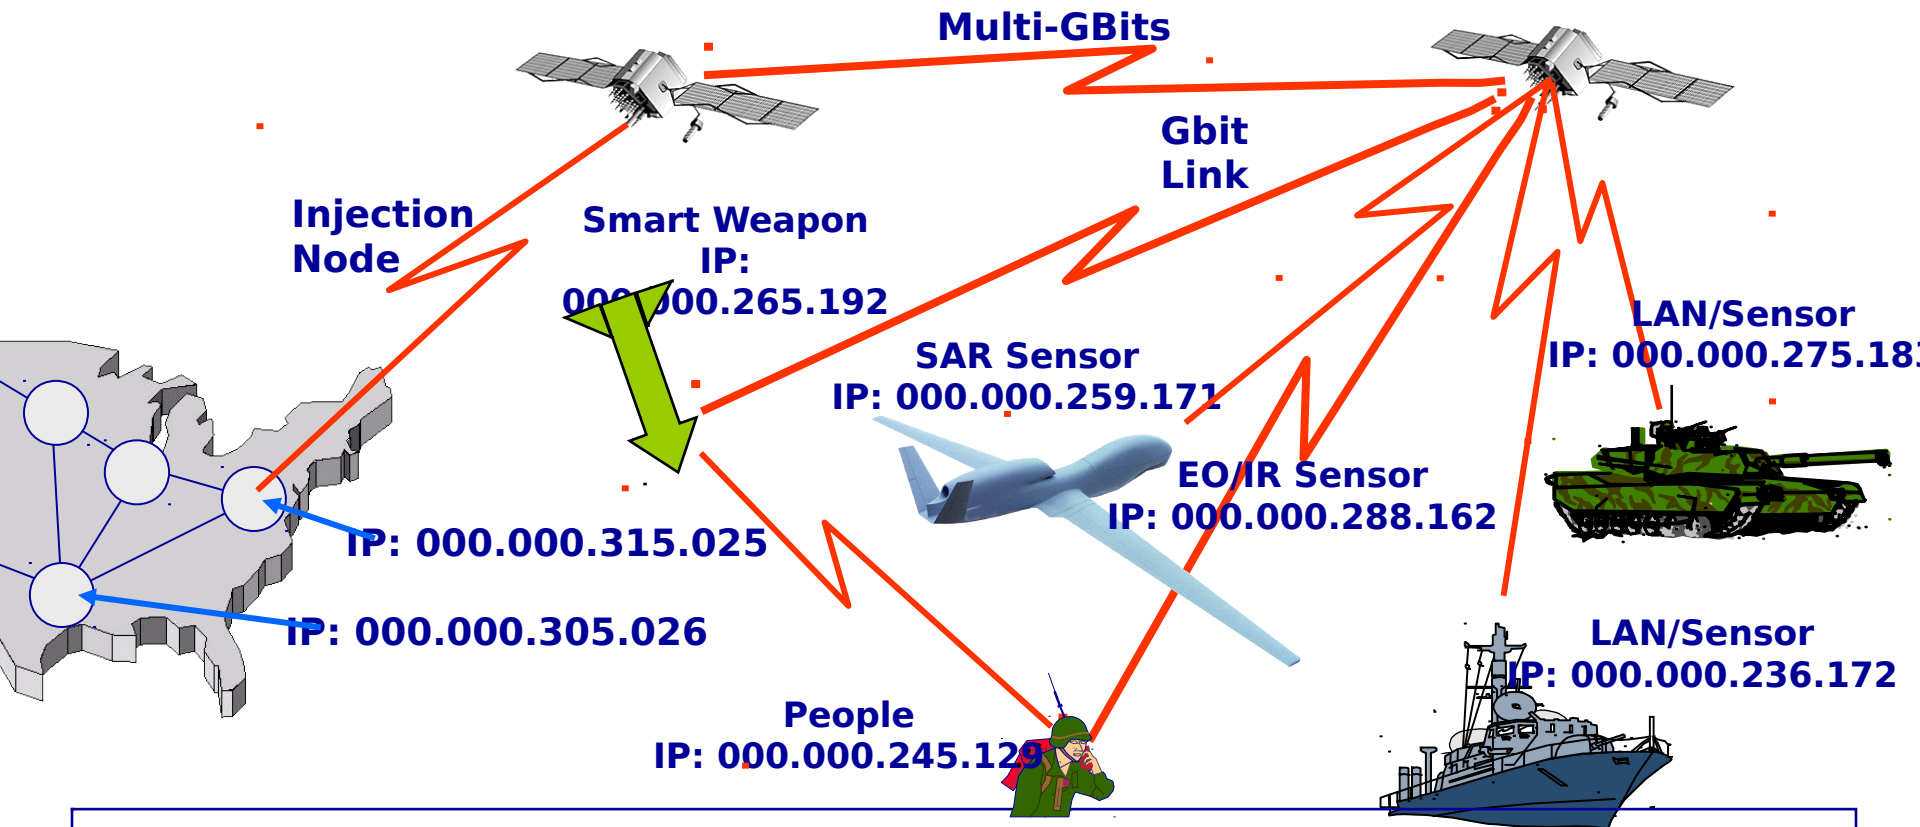 Multi-GBits
Gbit
Link
Injection
Node
Smart Weapon
IP:
000.000.265.192
LAN/Sensor
IP: 000.000.275.183
SAR Sensor
IP: 000.000.259.171
EO/IR Sensor
IP: 000.000.288.162
IP: 000.000.315.025
IP: 000.000.305.026
LAN/Sensor
IP: 000.000.236.172
People
IP: 000.000.245.129